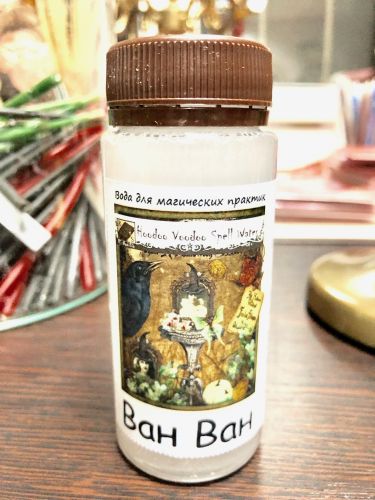 Вода для магических практик
Hoodoo Voodoo Spell Water
Ван Ван